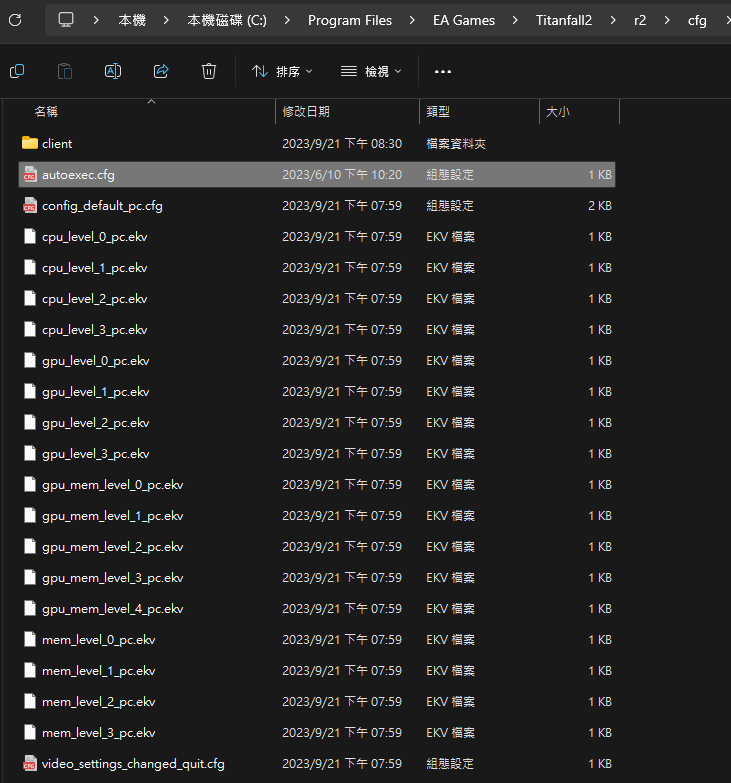 本機 > 本機磁碟 (C:) > Program Files > EA Games > Titanfall2 > r2 > cfg >
排序 檢視 ...
名稱 修改日期 類型 大小
client 2023/9/21 下午 08:30 檔案資料夾
autoexec.cfg 2023/6/10 下午 10:20 組態設定 1 KB
config_default_pc.cfg 2023/9/21 下午 07:59 組態設定 2 KB
cpu_level_0_pc.ekv 2023/9/21 下午 07:59 EKV 檔案 1 KB
cpu_level_1_pc.ekv 2023/9/21 下午 07:59 EKV 檔案 1 KB
cpu_level_2_pc.ekv 2023/9/21 下午 07:59 EKV 檔案 1 KB
cpu_level_3_pc.ekv 2023/9/21 下午 07:59 EKV 檔案 1 KB
gpu_level_0_pc.ekv 2023/9/21 下午 07:59 EKV 檔案 1 KB
gpu_level_1_pc.ekv 2023/9/21 下午 07:59 EKV 檔案 1 KB
gpu_level_2_pc.ekv 2023/9/21 下午 07:59 EKV 檔案 1 KB
gpu_level_3_pc.ekv 2023/9/21 下午 07:59 EKV 檔案 1 KB
gpu_mem_level_0_pc.ekv 2023/9/21 下午 07:59 EKV 檔案 1 KB
gpu_mem_level_1_pc.ekv 2023/9/21 下午 07:59 EKV 檔案 1 KB
gpu_mem_level_2_pc.ekv 2023/9/21 下午 07:59 EKV 檔案 1 KB
gpu_mem_level_3_pc.ekv 2023/9/21 下午 07:59 EKV 檔案 1 KB
gpu_mem_level_4_pc.ekv 2023/9/21 下午 07:59 EKV 檔案 1 KB
mem_level_0_pc.ekv 2023/9/21 下午 07:59 EKV 檔案 1 KB
mem_level_1_pc.ekv 2023/9/21 下午 07:59 EKV 檔案 1 KB
mem_level_2_pc.ekv 2023/9/21 下午 07:59 EKV 檔案 1 KB
mem_level_3_pc.ekv 2023/9/21 下午 07:59 EKV 檔案 1 KB
video_settings_changed_quit.cfg 2023/9/21 下午 07:59 組態設定 1 KB